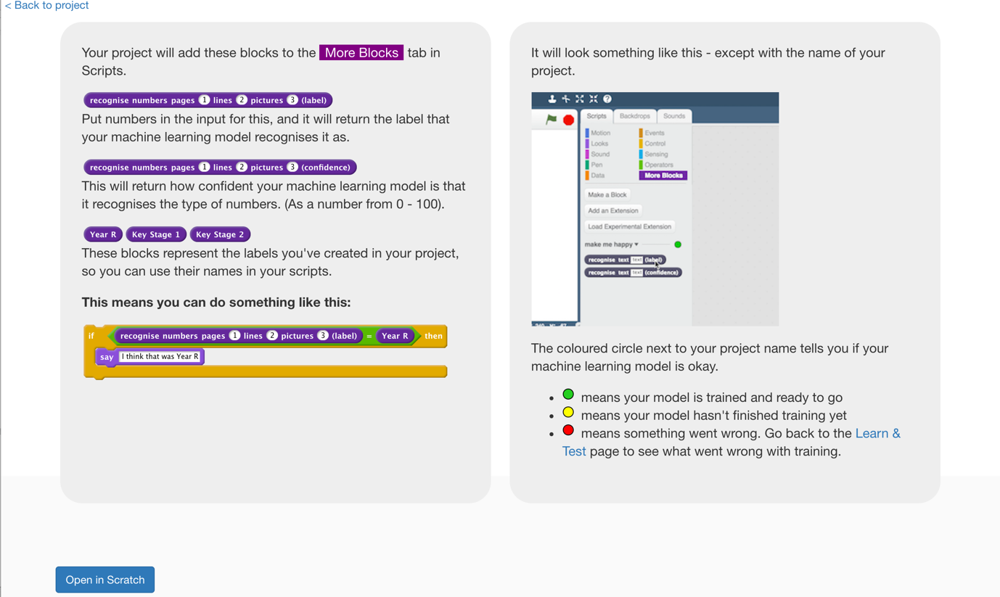 < Back to project
Your project will add these blocks to the More Blocks tab in
Scripts.
recognise numbers pages 1 lines 2 pictures 3 (label)
Put numbers in the input for this, and it will return the label that
your machine learning model recognises it as.
recognise numbers pages 1 lines 2 pictures 3 (confidence)
This will return how confident your machine learning model is that
it recognises the type of numbers. (As a number from 0 - 100).
Year R Key Stage 1 Key Stage 2
These blocks represent the labels you've created in your project,
so you can use their names in your scripts.
This means you can do something like this:
if recognise numbers pages 1 lines 2 pictures 3 (label) = Year R then
say I think that was Year R
It will look something like this - except with the name of your
project.
Scripts Backdrops Sounds
Motion Events
Looks Control
Sound Sensing
Pen Operators
Data More Blocks
Make a Block
Add an Extension
Load Experimental Extension
make me happy
recognise text text (label)
recognise text text (confidence)
The coloured circle next to your project name tells you if your
machine learning model is okay.
• means your model is trained and ready to go
• means your model hasn't finished training yet
• means something went wrong. Go back to the Learn &
Test page to see what went wrong with training.
Open in Scratch